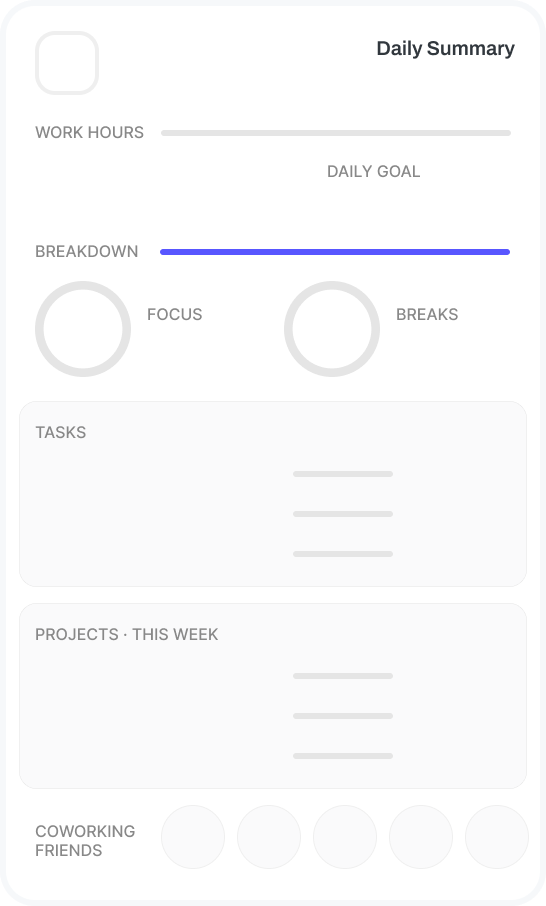 Daily Summary
WORK HOURS
DAILY GOAL
BREAKDOWN
FOCUS
BREAKS
TASKS
PROJECTS · THIS WEEK
COWORKING
FRIENDS